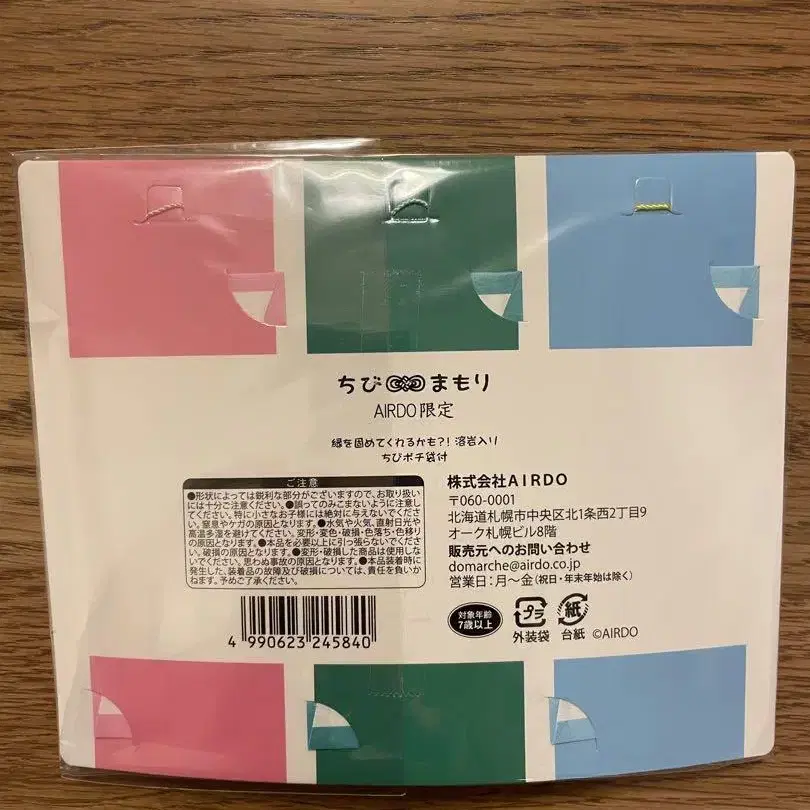 ちびまもり
AIRDO限定
縁を固めてくれるかも?!溶岩入り
ちびポチ袋付
ご注意
●形状によっては鋭利な部分がございますので、お取り扱い
には十分ご注意ください。●誤ってのみこまないように注意し
てください。特に小さなお子様には絶対に与えないでくださ
い。窒息やケガの原因となります。●水気や火気、直射日光や
高温多湿を避けてください。変形・変色・破損・色落ち・色移り
の原因となります。●本品を必要以上に引っ張らないでくださ
い。破損の原因となります。●変形・破損した商品は使用しな
いでください。思わぬ事故の原因となります。●本品装着時に
発生した、装着品の故障及び破損については、責任を負いか
ねます。予めご了承ください。
4 990623 245840
株式会社AIRDO
〒060-0001
北海道札幌市中央区北1条西2丁目9
オーク札幌ビル8階
販売元へのお問い合わせ
domarche@airdo.co.jp
営業日:月〜金(祝日・年末年始は除く)
対象年齢
7歳以上
プラ
外装袋
紙
台紙
©AIRDO